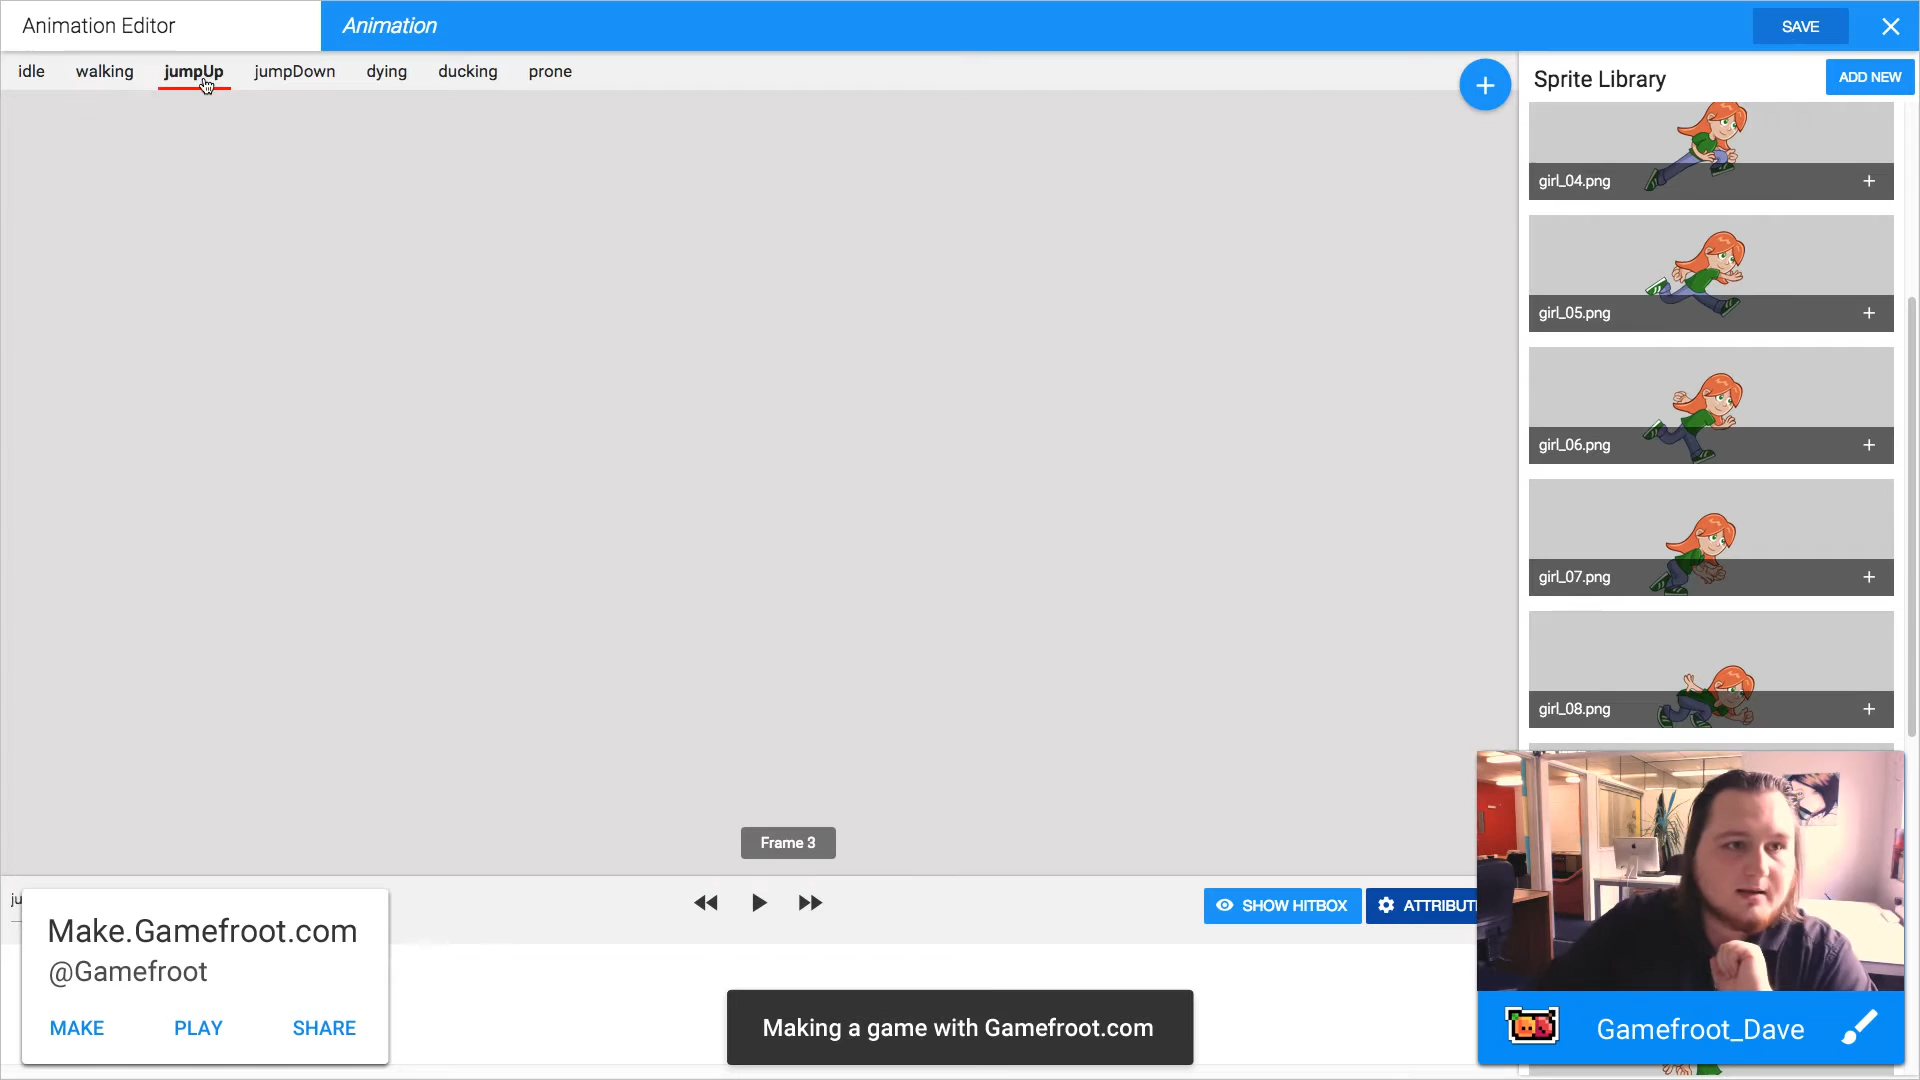 Animation Editor
Animation
SAVE
idle
walking
jumpUp
jumpDown
dying
ducking
prone
Sprite Library
ADD NEW
girl_04.png
girl_05.png
girl_06.png
girl_07.png
girl_08.png
Frame 3
SHOW HITBOX
Make.Gamefroot.com
@Gamefroot
MAKE
PLAY
SHARE
Making a game with Gamefroot.com
Gamefroot_Dave